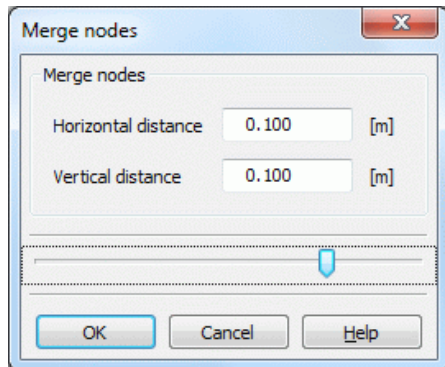 Merge nodes
Merge nodes
Horizontal distance 0.100 [m]
Vertical distance 0.100 [m]
OK Cancel Help